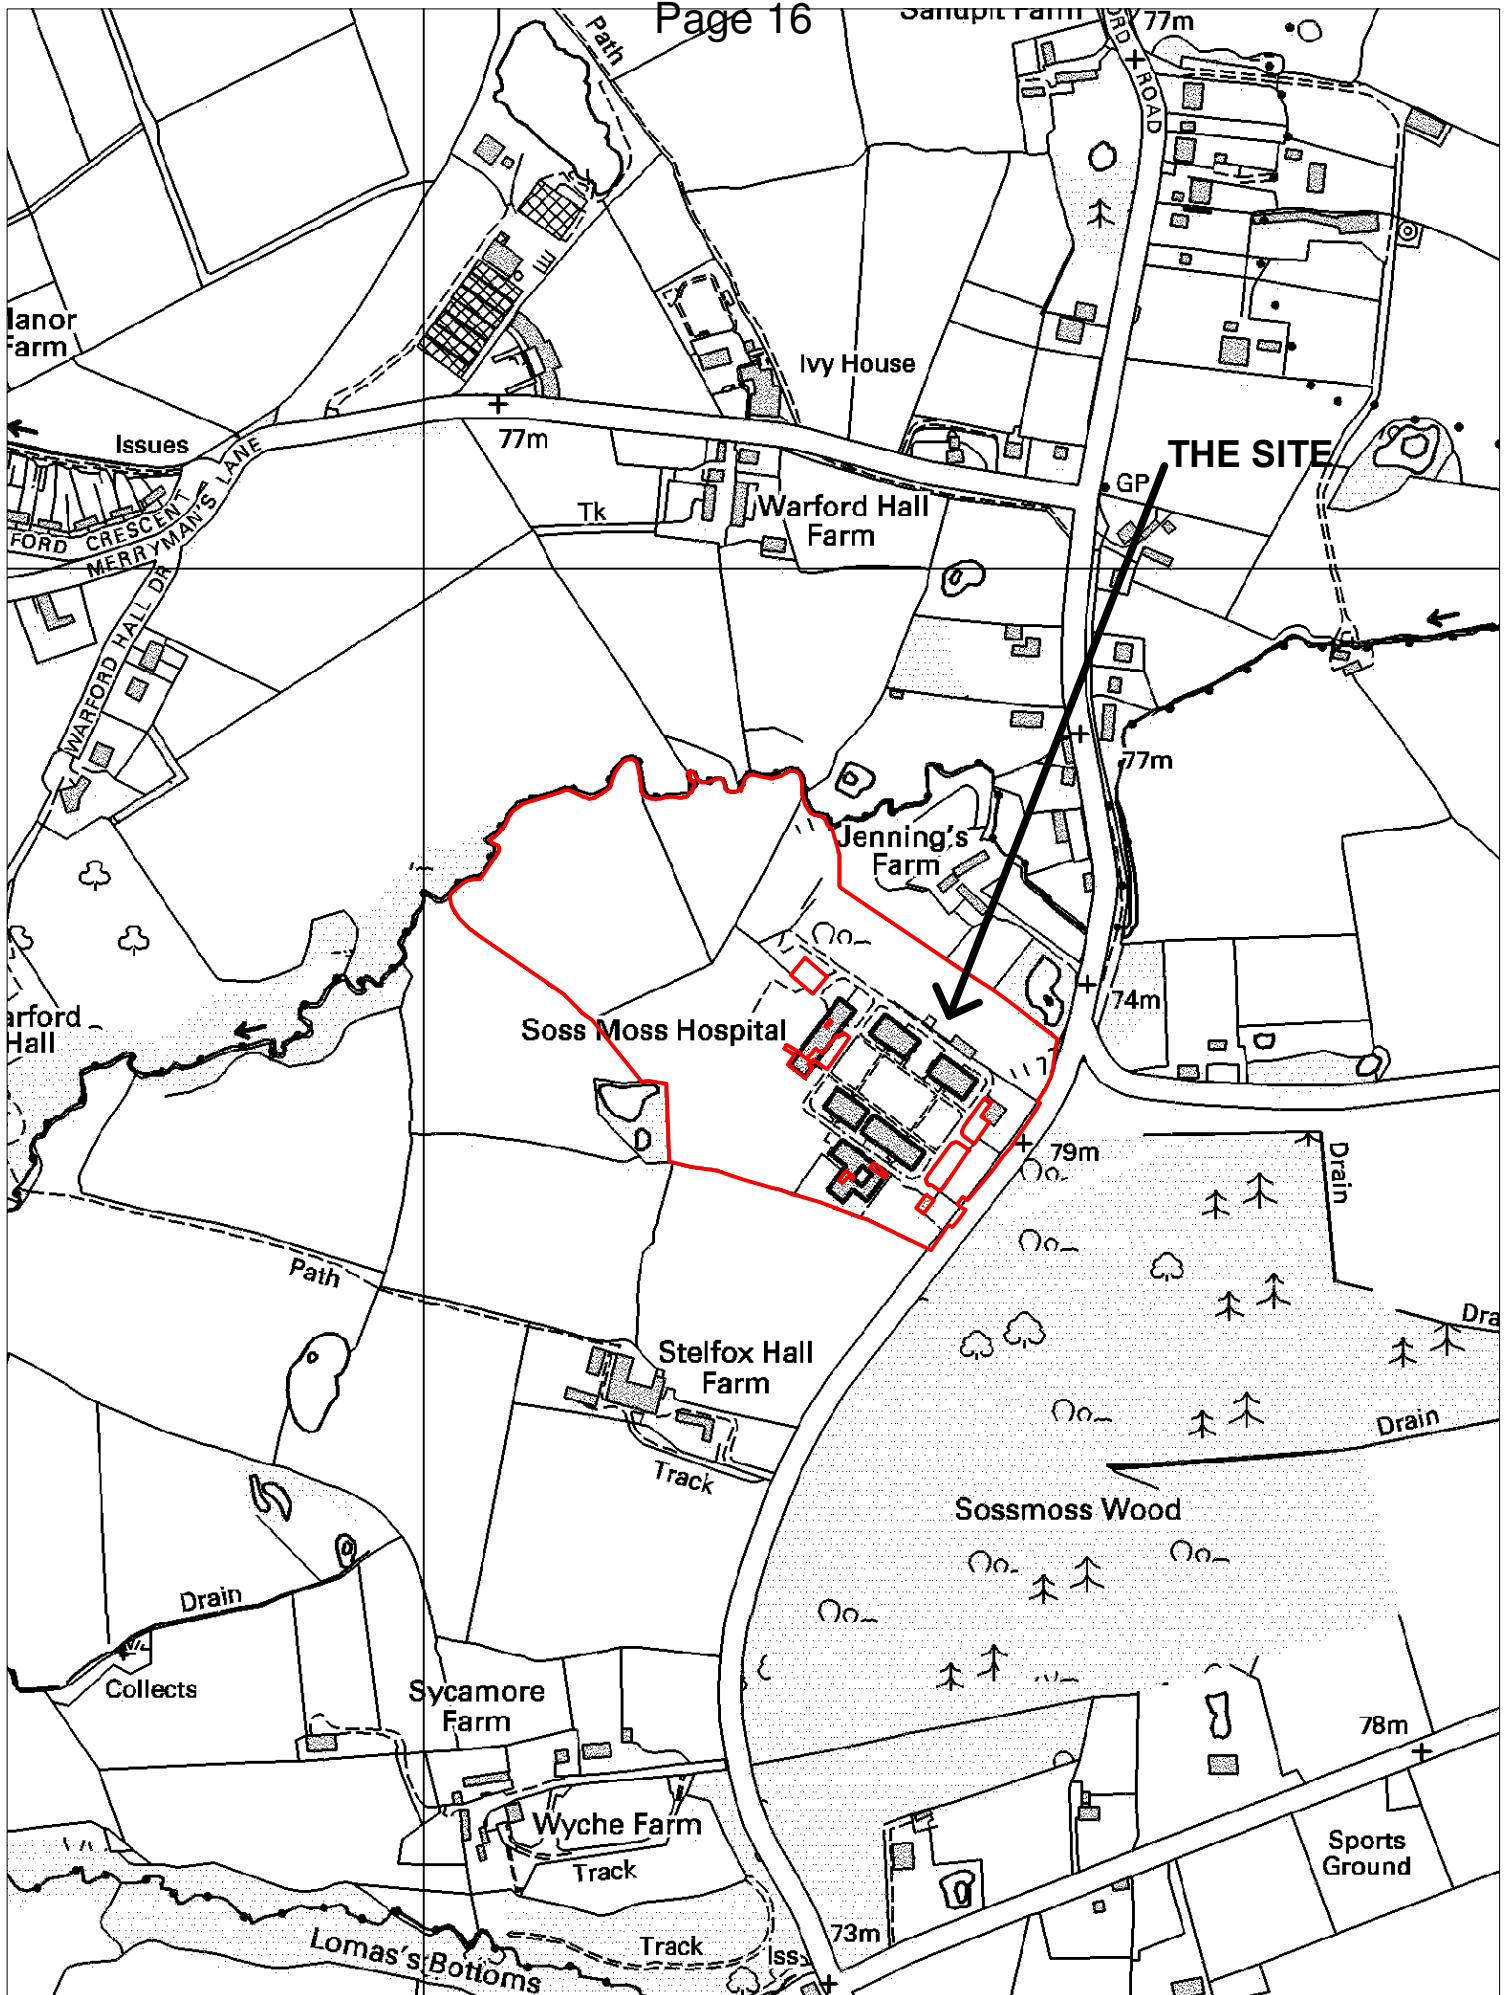 Page 16
Path
Sandpit Farm
77m
ROAD
Farm
Ivy House
Issues
77m
THE SITE
GP
Tk
Warford Hall
Farm
CRESCENT
MERRYMAN'S LANE
WARFORD HALL DR
77m
Jenning's
Farm
74m
Hall
Soss Moss Hospital
79m
Drain
Path
Stelfox Hall
Farm
Drain
Track
Sossmoss Wood
Drain
Collects
Sycamore
Farm
78m
Wyche Farm
Track
Sports
Ground
73m
Lomas's Bottoms
Track
Iss